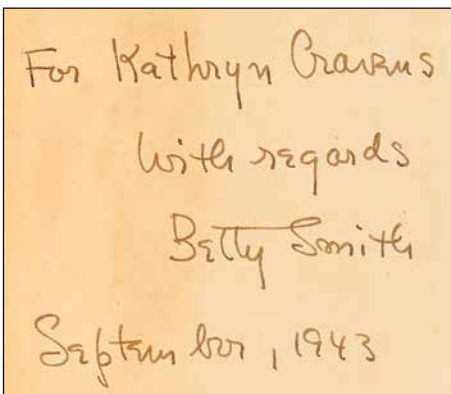 For Kathryn Cravens
With regards
Betty Smith
September, 1943